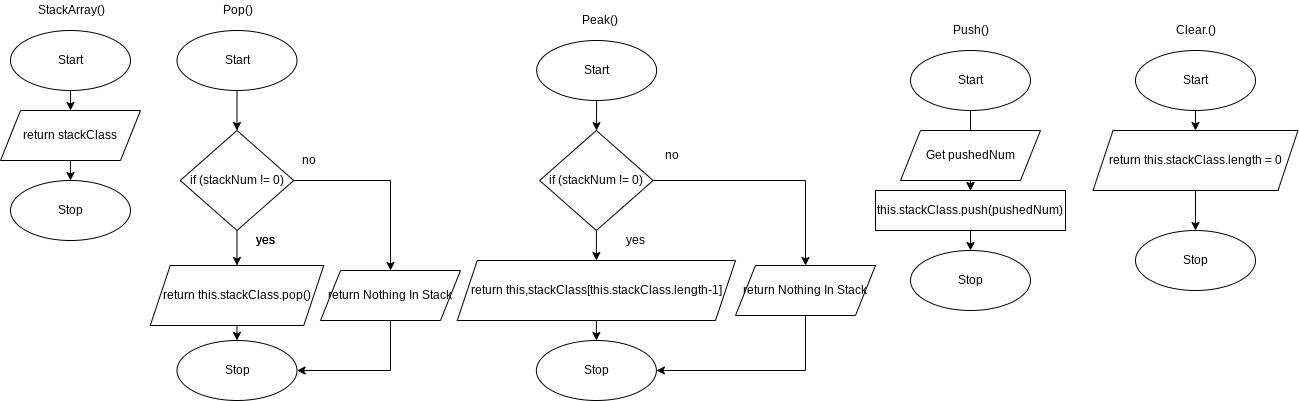 StackArray()
Start
return stackClass
Stop
Pop()
Start
if (stackNum != 0)
no
yes
return this.stackClass.pop()
return Nothing In Stack
Stop
Peak()
Start
if (stackNum != 0)
no
yes
return this,stackClass[this.stackClass.length-1]
return Nothing In Stack
Stop
Push()
Start
Get pushedNum
this.stackClass.push(pushedNum)
Stop
Clear.()
Start
return this.stackClass.length = 0
Stop